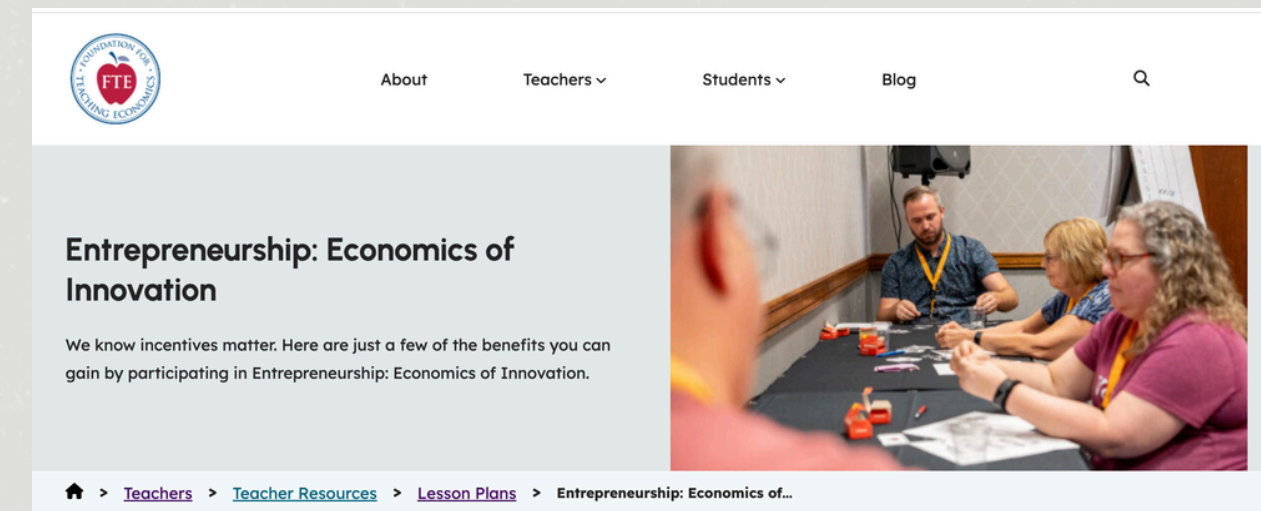 FOUNDATION FOR
TEACHING ECONOMICS
FTE
About
Teachers
Students
Blog
Entrepreneurship: Economics of
Innovation
We know incentives matter. Here are just a few of the benefits you can
gain by participating in Entrepreneurship: Economics of Innovation.
> Teachers > Teacher Resources > Lesson Plans > Entrepreneurship: Economics of...